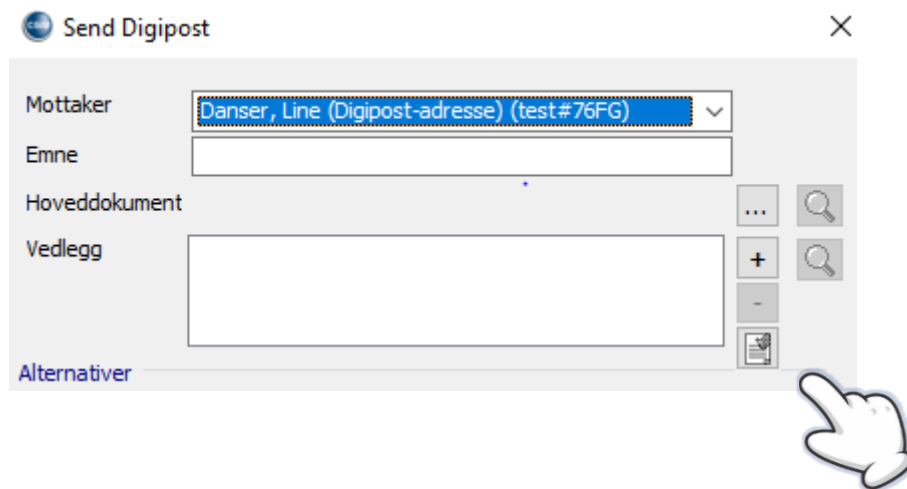 Send Digipost
Mottaker
Danser, Line (Digipost-adresse) (test#76FG)
Emne
Hoveddokument
...
Vedlegg
+
-
Alternativer